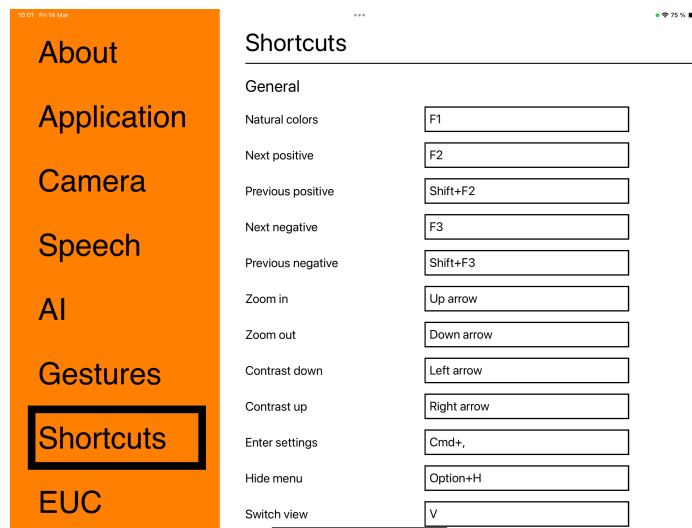 10:01 Fri 14 Mar
75 %
About
Application
Camera
Speech
AI
Gestures
Shortcuts
EUC
Shortcuts
General
Natural colors F1
Next positive F2
Previous positive Shift+F2
Next negative F3
Previous negative Shift+F3
Zoom in Up arrow
Zoom out Down arrow
Contrast down Left arrow
Contrast up Right arrow
Enter settings Cmd+,
Hide menu Option+H
Switch view V